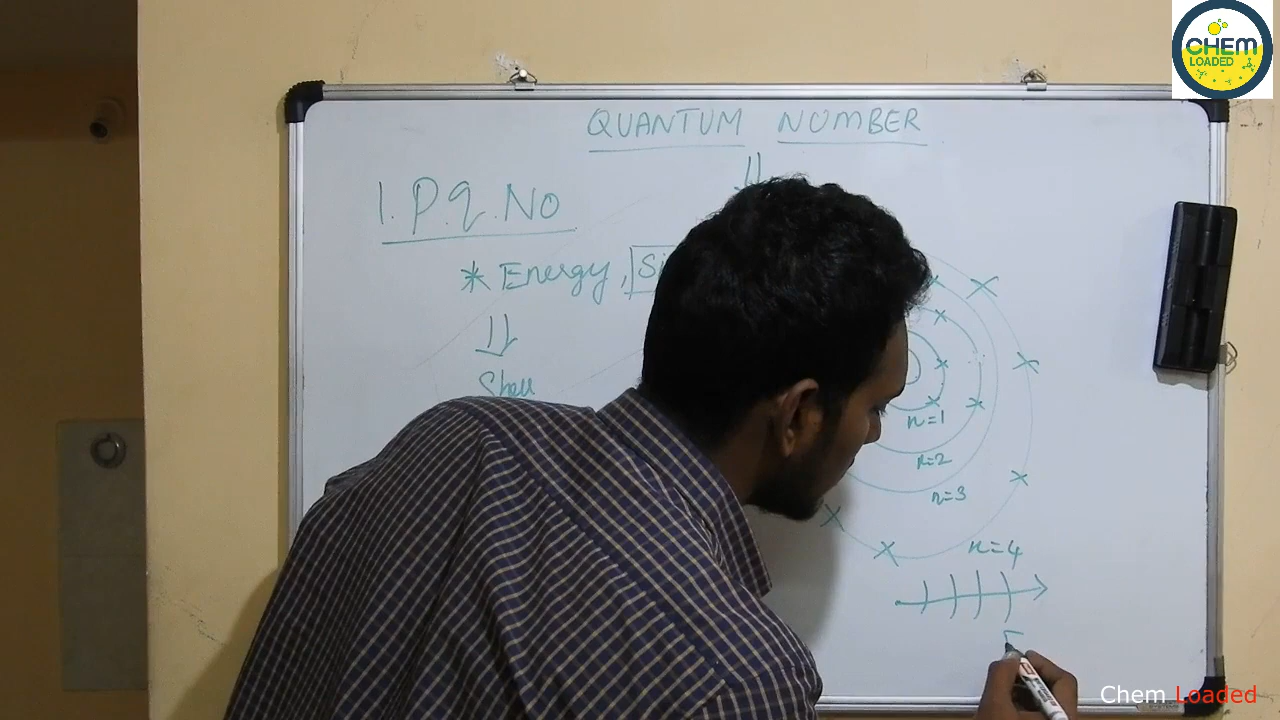 CHEM
LOADED
QUANTUM NUMBER
1. P.q.No
* Energy,
Shell
n=1
n=2
n=3
n=4
Chem Loaded